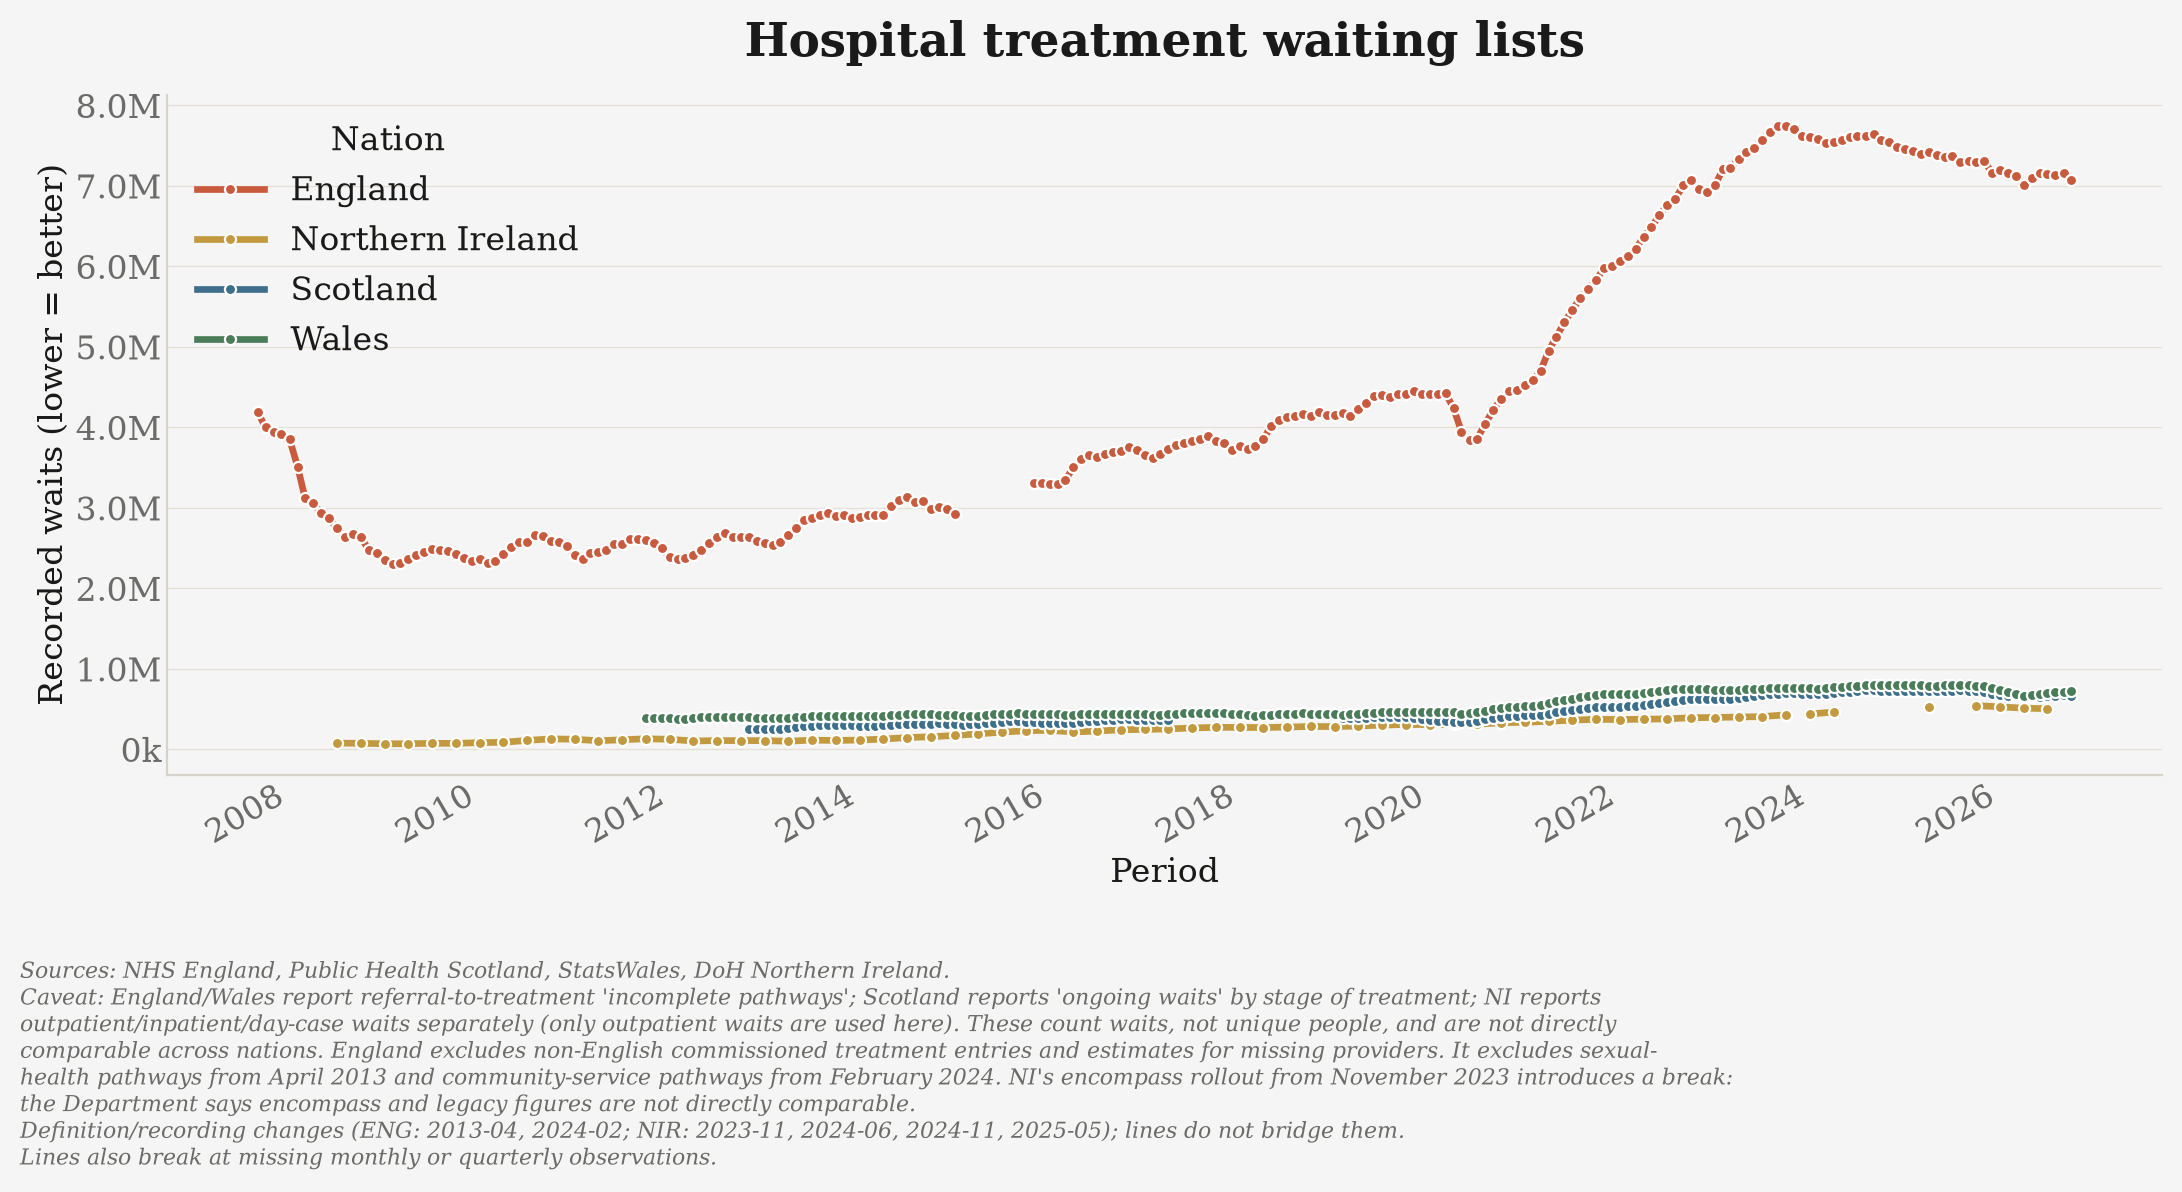 Hospital treatment waiting lists
Recorded waits (lower = better)
8.0M
7.0M
6.0M
5.0M
4.0M
3.0M
2.0M
1.0M
0k
Nation
England
Northern Ireland
Scotland
Wales
2008
2010
2012
2014
2016
2018
2020
2022
2024
2026
Period
Sources: NHS England, Public Health Scotland, StatsWales, DoH Northern Ireland.
Caveat: England/Wales report referral-to-treatment 'incomplete pathways'; Scotland reports 'ongoing waits' by stage of treatment; NI reports
outpatient/inpatient/day-case waits separately (only outpatient waits are used here). These count waits, not unique people, and are not directly
comparable across nations. England excludes non-English commissioned treatment entries and estimates for missing providers. It excludes sexual-
health pathways from April 2013 and community-service pathways from February 2024. NI's encompass rollout from November 2023 introduces a break:
the Department says encompass and legacy figures are not directly comparable.
Definition/recording changes (ENG: 2013-04, 2024-02; NIR: 2023-11, 2024-06, 2024-11, 2025-05); lines do not bridge them.
Lines also break at missing monthly or quarterly observations.